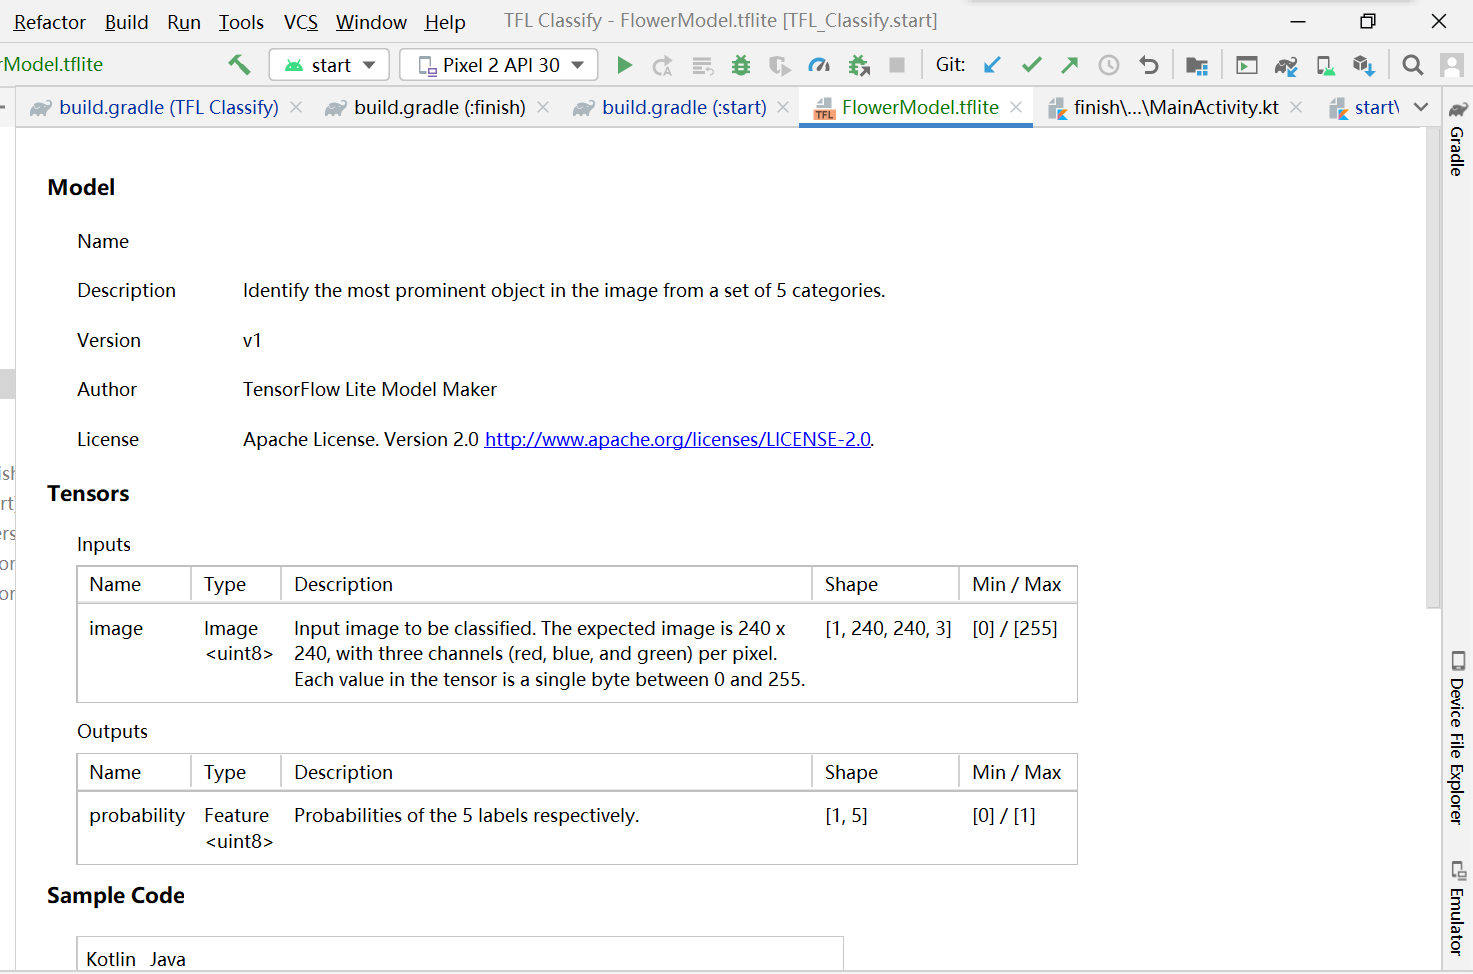 Refactor Build Run Tools VCS Window Help TFL Classify - FlowerModel.tflite [TFL_Classify.start]
rModel.tflite start Pixel 2 API 30 Git:
build.gradle (TFL Classify) build.gradle (:finish) build.gradle (:start) TFL FlowerModel.tflite finish\...\MainActivity.kt start\
Gradle
Model
Name
Description Identify the most prominent object in the image from a set of 5 categories.
Version v1
Author TensorFlow Lite Model Maker
License Apache License. Version 2.0 http://www.apache.org/licenses/LICENSE-2.0.
Tensors
Inputs
Name Type Description Shape Min / Max
image Image Input image to be classified. The expected image is 240 x [1, 240, 240, 3] [0] / [255]
<uint8> 240, with three channels (red, blue, and green) per pixel.
Each value in the tensor is a single byte between 0 and 255.
Outputs
Name Type Description Shape Min / Max
probability Feature Probabilities of the 5 labels respectively. [1, 5] [0] / [1]
<uint8>
Sample Code
Kotlin Java
Device File Explorer
Emulator